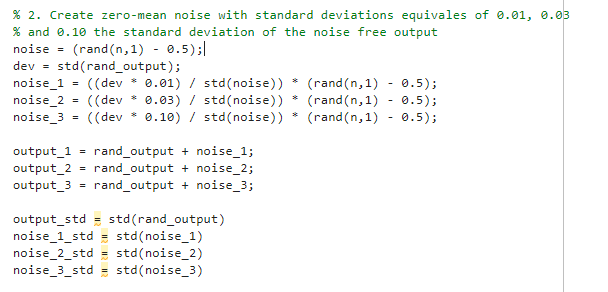 % 2. Create zero-mean noise with standard deviations equivales of 0.01, 0.03
% and 0.10 the standard deviation of the noise free output
noise = (rand(n,1) - 0.5);
dev = std(rand_output);
noise_1 = ((dev * 0.01) / std(noise)) * (rand(n,1) - 0.5);
noise_2 = ((dev * 0.03) / std(noise)) * (rand(n,1) - 0.5);
noise_3 = ((dev * 0.10) / std(noise)) * (rand(n,1) - 0.5);
output_1 = rand_output + noise_1;
output_2 = rand_output + noise_2;
output_3 = rand_output + noise_3;
output_std = std(rand_output)
noise_1_std = std(noise_1)
noise_2_std = std(noise_2)
noise_3_std = std(noise_3)